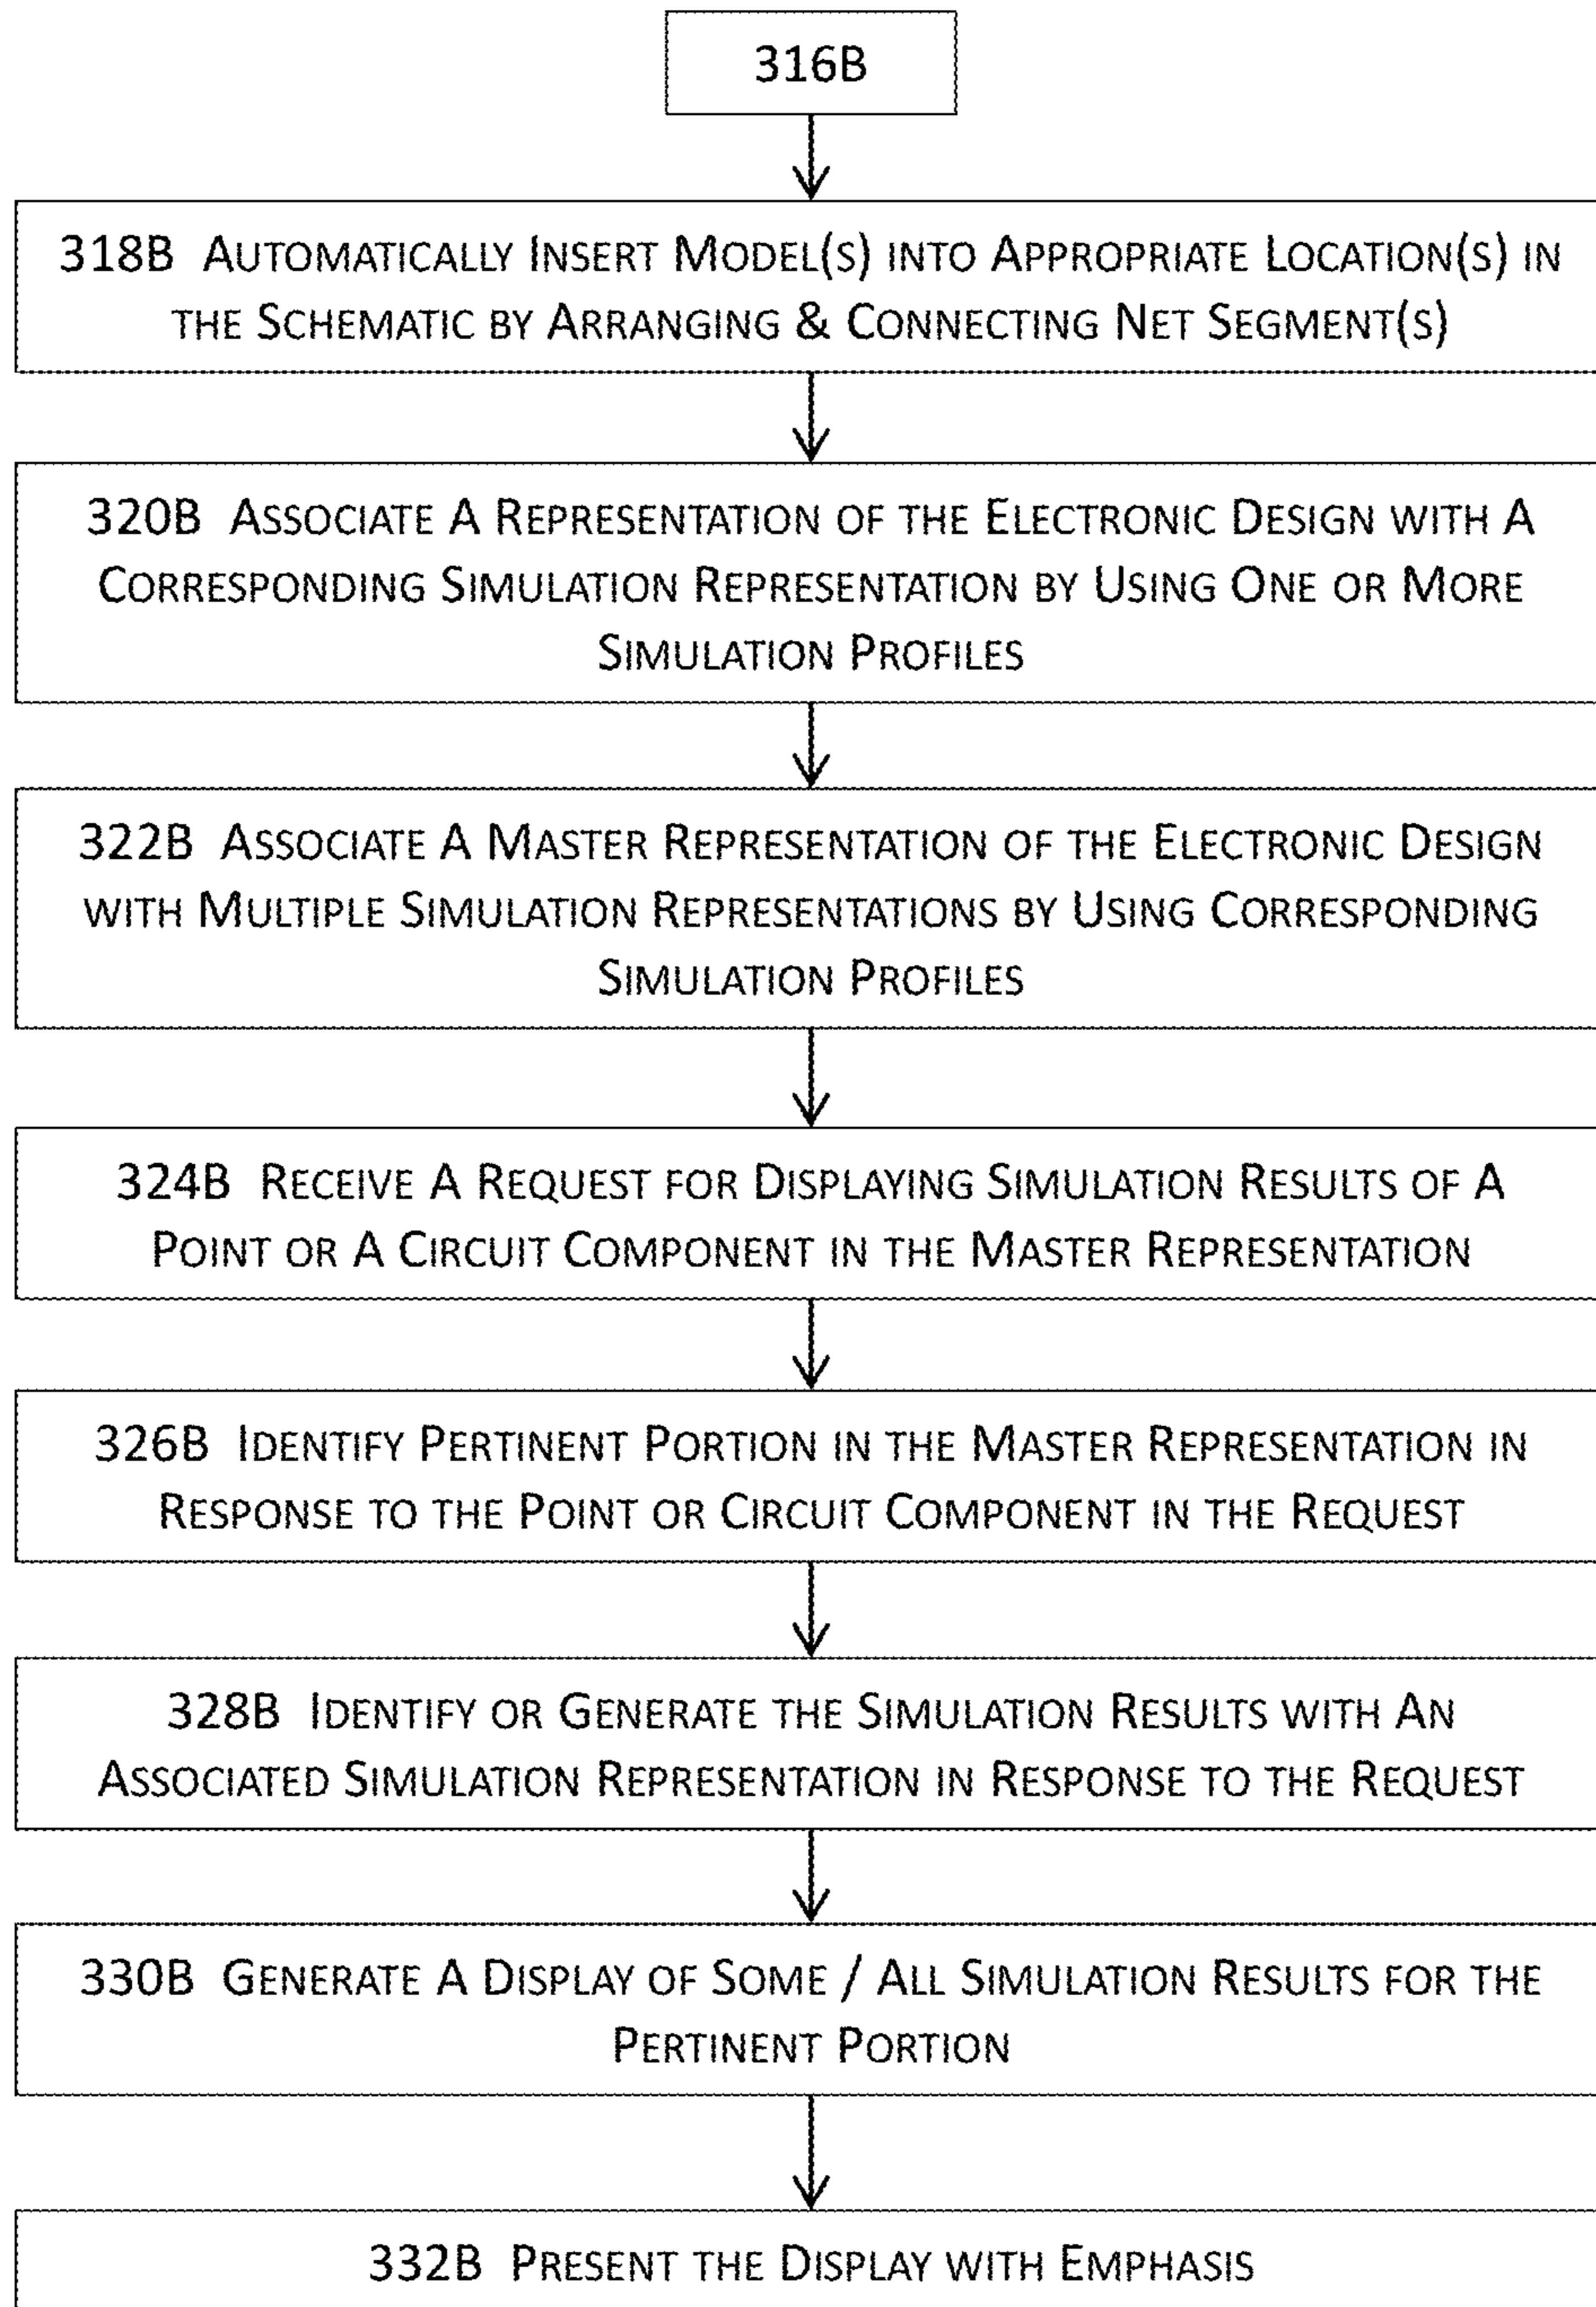 316B
318B Automatically Insert Model(s) into Appropriate Location(s) in
the Schematic by Arranging & Connecting Net Segment(s)
320B Associate A Representation of the Electronic Design with A
Corresponding Simulation Representation by Using One or More
Simulation Profiles
322B Associate A Master Representation of the Electronic Design
with Multiple Simulation Representations by Using Corresponding
Simulation Profiles
324B Receive A Request for Displaying Simulation Results of A
Point or A Circuit Component in the Master Representation
326B Identify Pertinent Portion in the Master Representation in
Response to the Point or Circuit Component in the Request
328B Identify or Generate the Simulation Results with An
Associated Simulation Representation in Response to the Request
330B Generate A Display of Some / All Simulation Results for the
Pertinent Portion
332B Present the Display with Emphasis